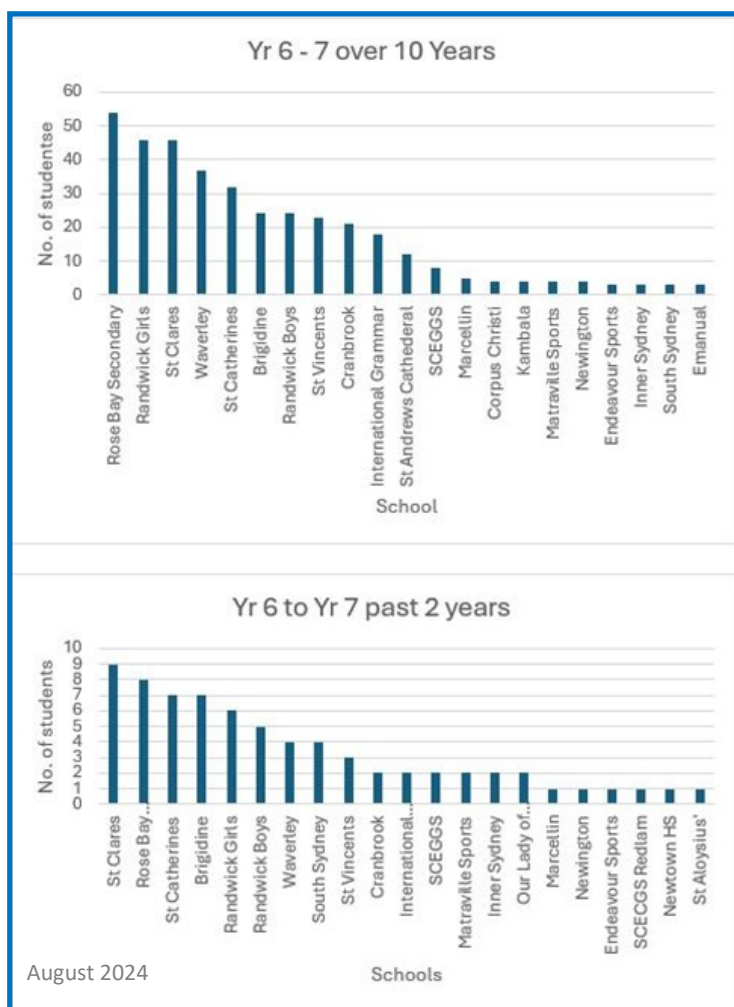 Yr 6 - 7 over 10 Years
60
50
40
30
20
10
0
No. of studentse
Rose Bay Secondary
Randwick Girls
St Clares
Waverley
St Catherines
Brigidine
Randwick Boys
St Vincents
Cranbrook
International Grammar
St Andrews Cathederal
SCEGGS
Marcellin
Corpus Christi
Kambala
Matraville Sports
Newington
Endeavour Sports
Inner Sydney
South Sydney
Emanual
School
Yr 6 to Yr 7 past 2 years
10
9
8
7
6
5
4
3
2
1
0
No. of students
St Clares
Rose Bay...
St Catherines
Brigidine
Randwick Girls
Randwick Boys
Waverley
South Sydney
St Vincents
Cranbrook
International...
SCEGGS
Matraville Sports
Inner Sydney
Our Lady of...
Marcellin
Newington
Endeavour Sports
SCECGS Redlam
Newtown HS
St Aloysius'
Schools
August 2024